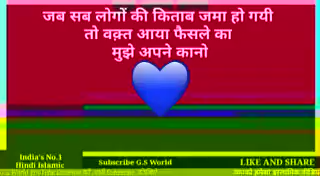 जब सब लोगों की किताब जमा हो गयी
तो वक़्त आया फैसले का
मुझे अपने कानो
India's No.1
Hindi Islamic
Subscribe G.S World
LIKE AND SHARE